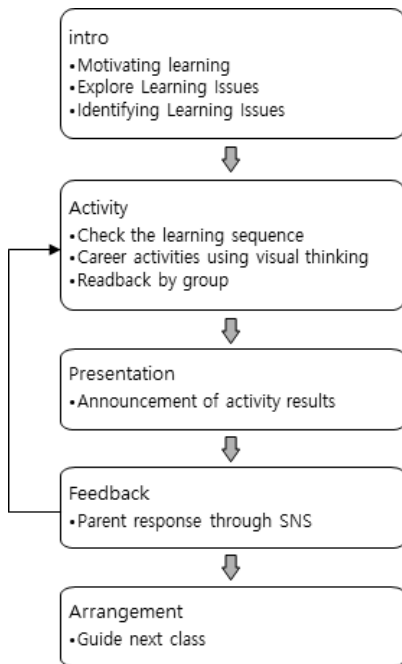 intro
•Motivating learning
•Explore Learning Issues
•Identifying Learning Issues
Activity
•Check the learning sequence
•Career activities using visual thinking
•Readback by group
Presentation
•Announcement of activity results
Feedback
•Parent response through SNS
Arrangement
•Guide next class